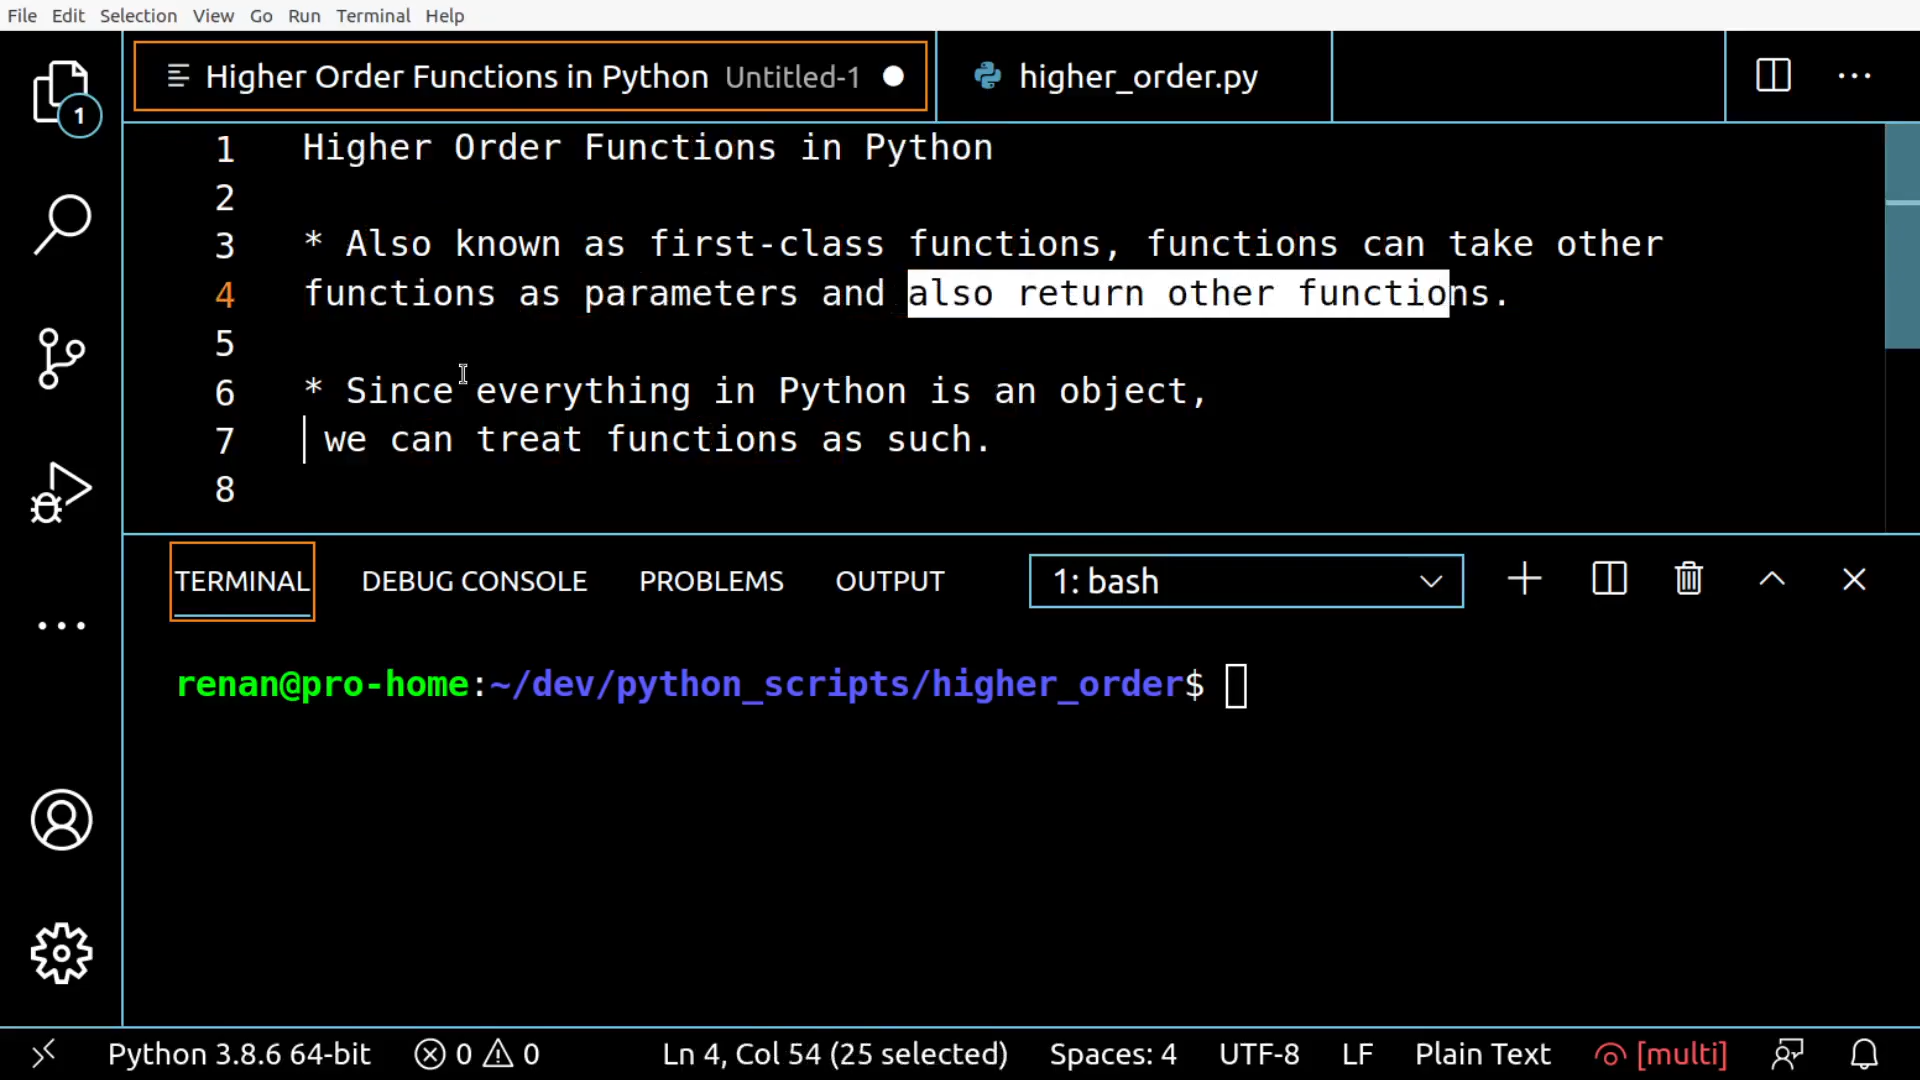 File Edit Selection View Go Run Terminal Help
Higher Order Functions in Python Untitled-1
higher_order.py
1
1 Higher Order Functions in Python
2
3 * Also known as first-class functions, functions can take other
4 functions as parameters and also return other functions.
5
6 * Since everything in Python is an object,
7 we can treat functions as such.
8
TERMINAL DEBUG CONSOLE PROBLEMS OUTPUT 1: bash
renan@pro-home:~/dev/python_scripts/higher_order$
Python 3.8.6 64-bit 0 0 Ln 4, Col 54 (25 selected) Spaces: 4 UTF-8 LF Plain Text [multi]